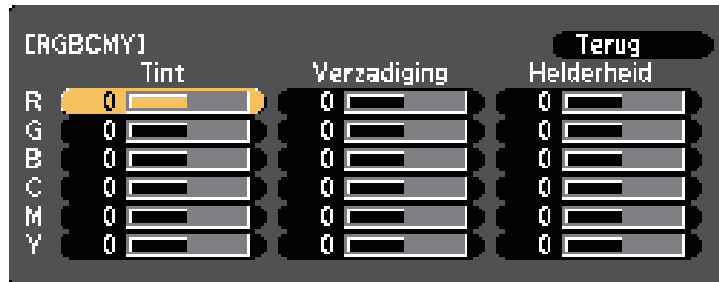 [RGBCMY] Terug
Tint Verzadiging Helderheid
R 0 0 0
G 0 0 0
B 0 0 0
C 0 0 0
M 0 0 0
Y 0 0 0